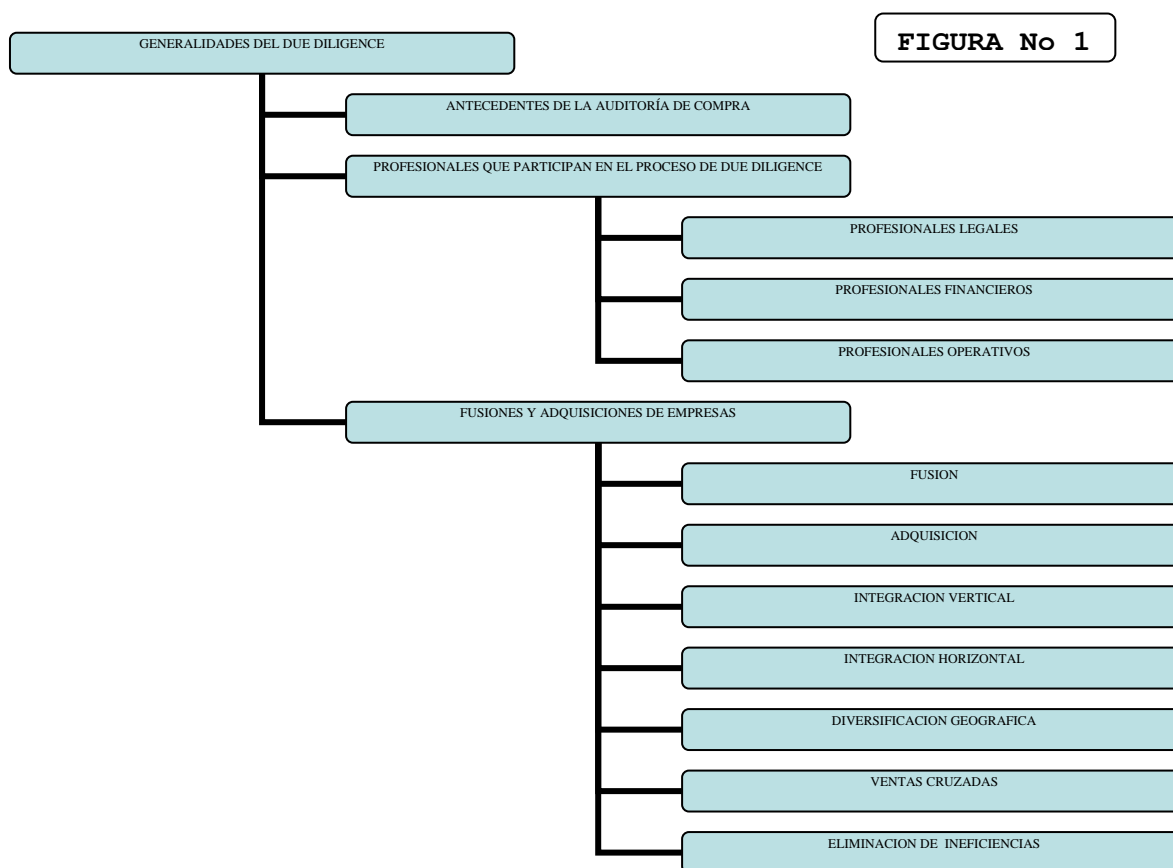 GENERALIDADES DEL DUE DILIGENCE
FIGURA No 1
ANTECEDENTES DE LA AUDITORÍA DE COMPRA
PROFESIONALES QUE PARTICIPAN EN EL PROCESO DE DUE DILIGENCE
PROFESIONALES LEGALES
PROFESIONALES FINANCIEROS
PROFESIONALES OPERATIVOS
FUSIONES Y ADQUISICIONES DE EMPRESAS
FUSION
ADQUISICION
INTEGRACION VERTICAL
INTEGRACION HORIZONTAL
DIVERSIFICACION GEOGRAFICA
VENTAS CRUZADAS
ELIMINACION DE INEFICIENCIAS